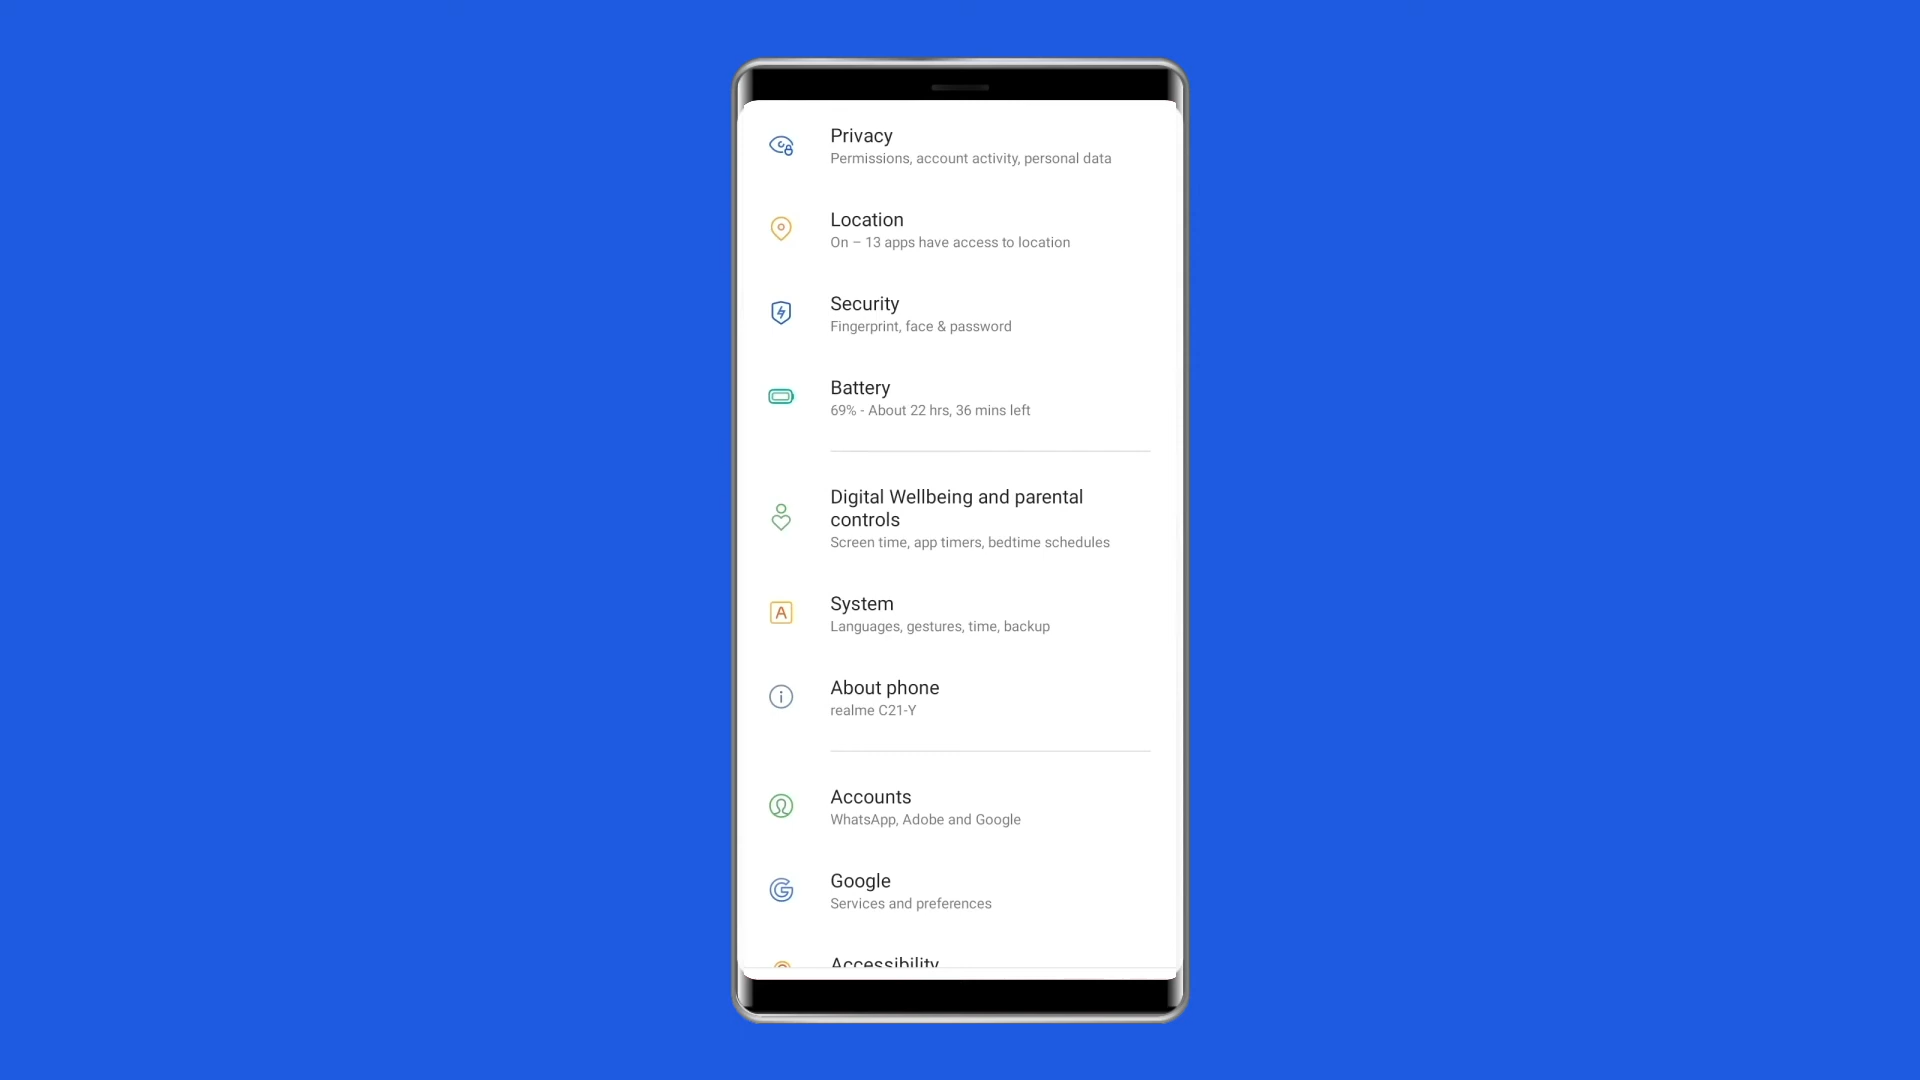 Privacy
Permissions, account activity, personal data
Location
On – 13 apps have access to location
Security
Fingerprint, face & password
Battery
69% - About 22 hrs, 36 mins left
Digital Wellbeing and parental
controls
Screen time, app timers, bedtime schedules
A
System
Languages, gestures, time, backup
About phone
realme C21-Y
Accounts
WhatsApp, Adobe and Google
Google
Services and preferences
Accessibility